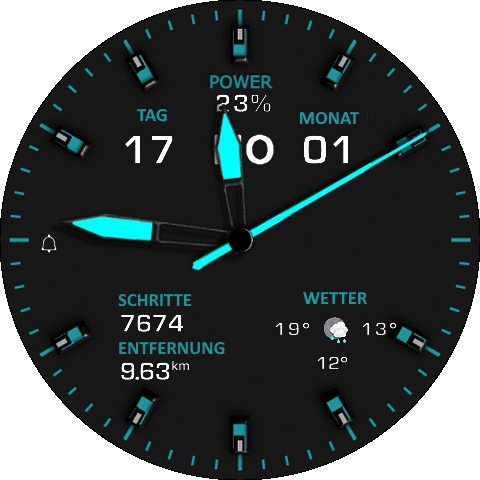 POWER
23%
TAG
MONAT
17
01
SCHRITTE
7674
ENTFERNUNG
9.63km
WETTER
19° 13°
12°